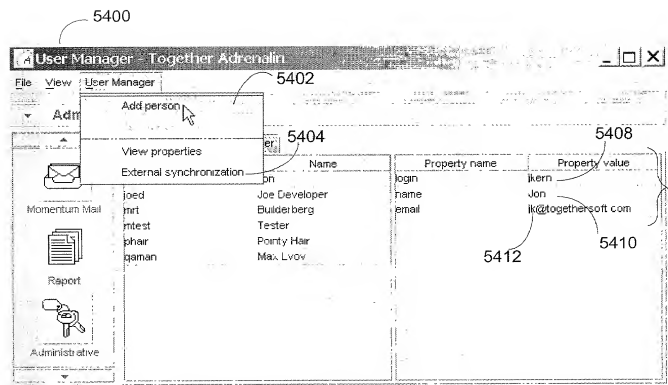 5400
User Manager - Together Adrenalin
File View User Manager
5402
Add person
Adm
View properties
External synchronization
5404
er
5408
Name
Property name
Property value
on
login
jkern
joed
Joe Developer
name
Jon
mrt
Builderberg
email
jk@togethersoft.com
mtest
Tester
5410
phair
Pointy Hair
5412
qaman
Max Lvov
Momentum Mail
Report
Administrative